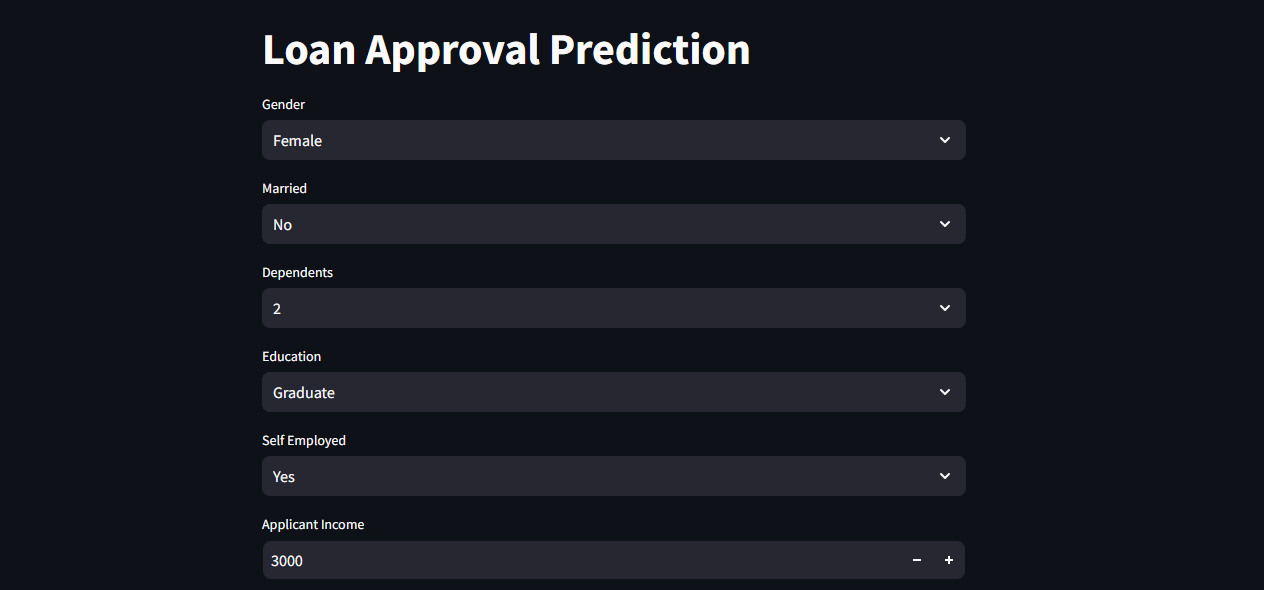 Loan Approval Prediction
Gender
Female
Married
No
Dependents
2
Education
Graduate
Self Employed
Yes
Applicant Income
3000